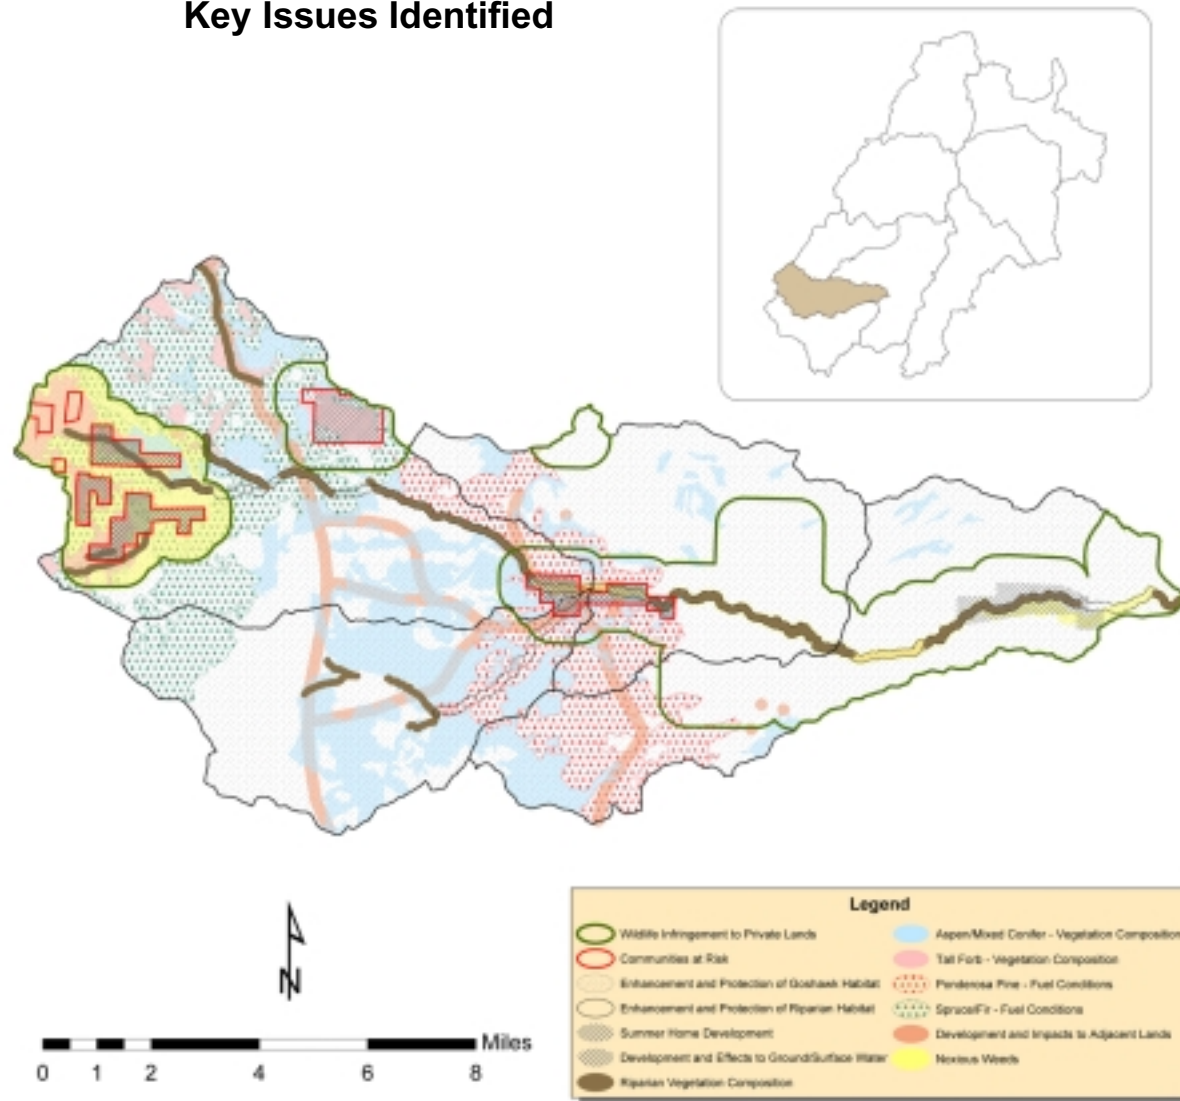 Key Issues Identified
Legend
Wildlife Infringement to Private Lands
Communities at Risk
Enhancement and Protection of Goshawk Habitat
Enhancement and Protection of Riparian Habitat
Summer Home Development
Development and Effects to Ground/Surface Water
Riparian Vegetation Composition
Aspen/Mixed Conifer - Vegetation Composition
Tall Forb - Vegetation Composition
Ponderosa Pine - Fuel Conditions
Spruce/Fir - Fuel Conditions
Development and Impacts to Adjacent Lands
Noxious Weeds
N
Miles
0 1 2 4 6 8